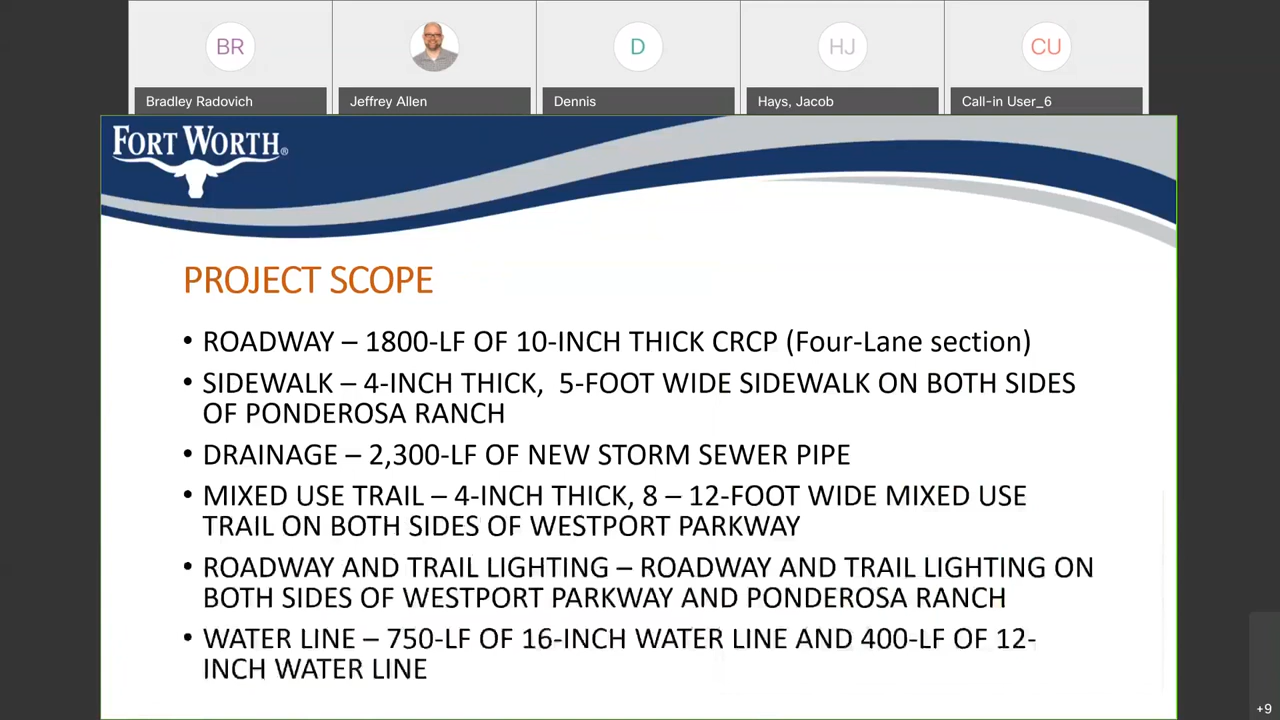 BR
D
HJ
CU
Bradley Radovich
Jeffrey Allen
Dennis
Hays, Jacob
Call-in User_6
FORT WORTH®
PROJECT SCOPE
• ROADWAY – 1800-LF OF 10-INCH THICK CRCP (Four-Lane section)
• SIDEWALK – 4-INCH THICK, 5-FOOT WIDE SIDEWALK ON BOTH SIDES
OF PONDEROSA RANCH
• DRAINAGE – 2,300-LF OF NEW STORM SEWER PIPE
• MIXED USE TRAIL – 4-INCH THICK, 8 – 12-FOOT WIDE MIXED USE
TRAIL ON BOTH SIDES OF WESTPORT PARKWAY
• ROADWAY AND TRAIL LIGHTING – ROADWAY AND TRAIL LIGHTING ON
BOTH SIDES OF WESTPORT PARKWAY AND PONDEROSA RANCH
• WATER LINE – 750-LF OF 16-INCH WATER LINE AND 400-LF OF 12-
INCH WATER LINE
+9